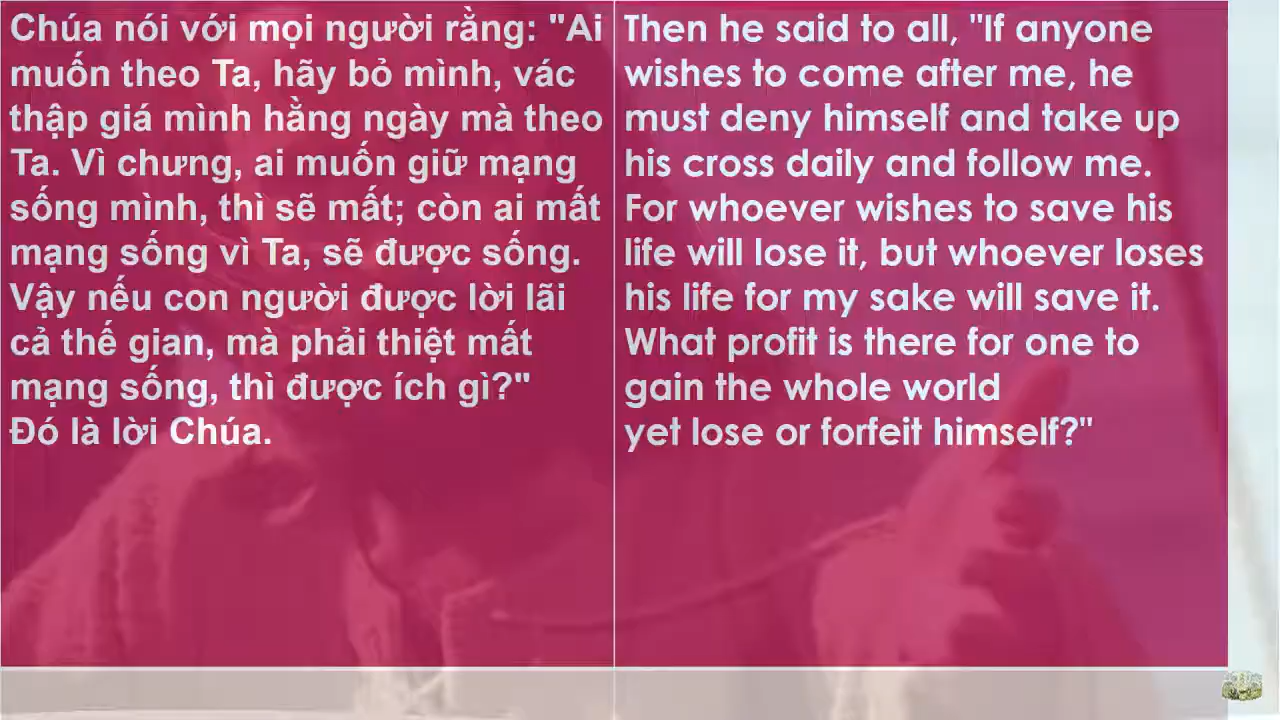 Chúa nói với mọi người rằng: "Ai
muốn theo Ta, hãy bỏ mình, vác
thập giá mình hằng ngày mà theo
Ta. Vì chưng, ai muốn giữ mạng
sống mình, thì sẽ mất; còn ai mất
mạng sống vì Ta, sẽ được sống.
Vậy nếu con người được lời lãi
cả thế gian, mà phải thiệt mất
mạng sống, thì được ích gì?"
Đó là lời Chúa.
Then he said to all, "If anyone
wishes to come after me, he
must deny himself and take up
his cross daily and follow me.
For whoever wishes to save his
life will lose it, but whoever loses
his life for my sake will save it.
What profit is there for one to
gain the whole world
yet lose or forfeit himself?"